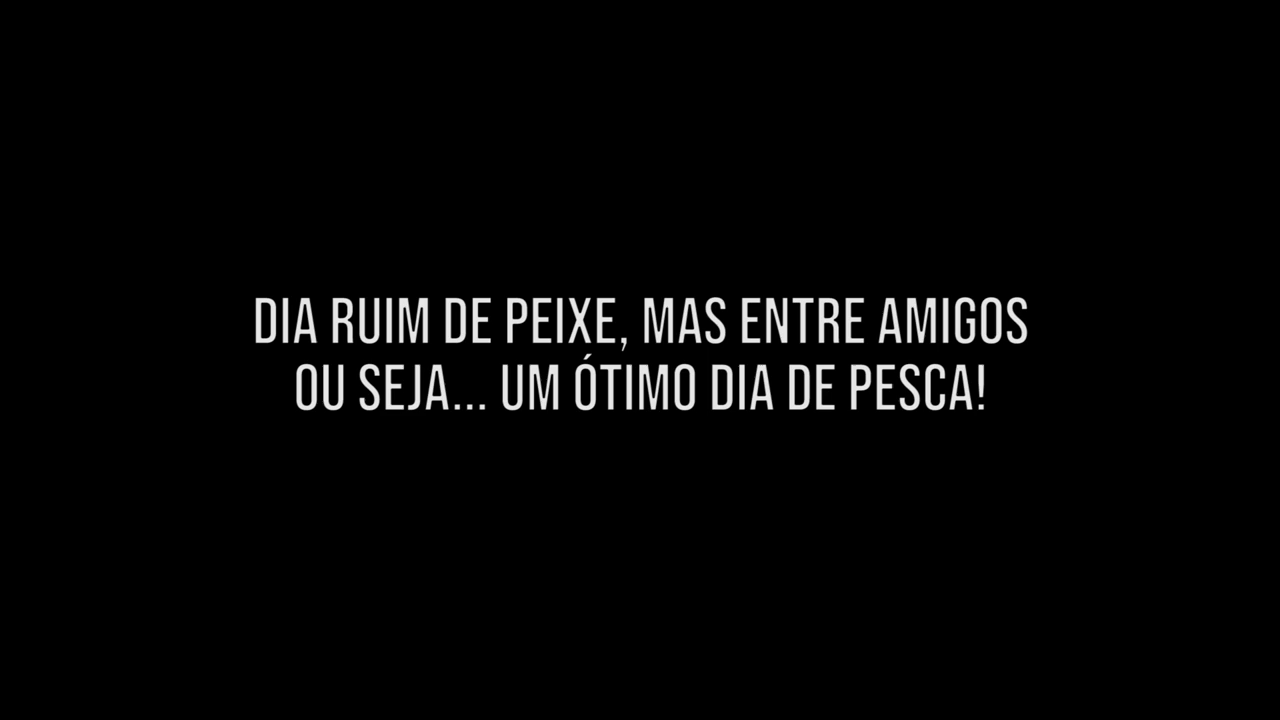 DIA RUIM DE PEIXE, MAS ENTRE AMIGOS
OU SEJA... UM ÓTIMO DIA DE PESCA!